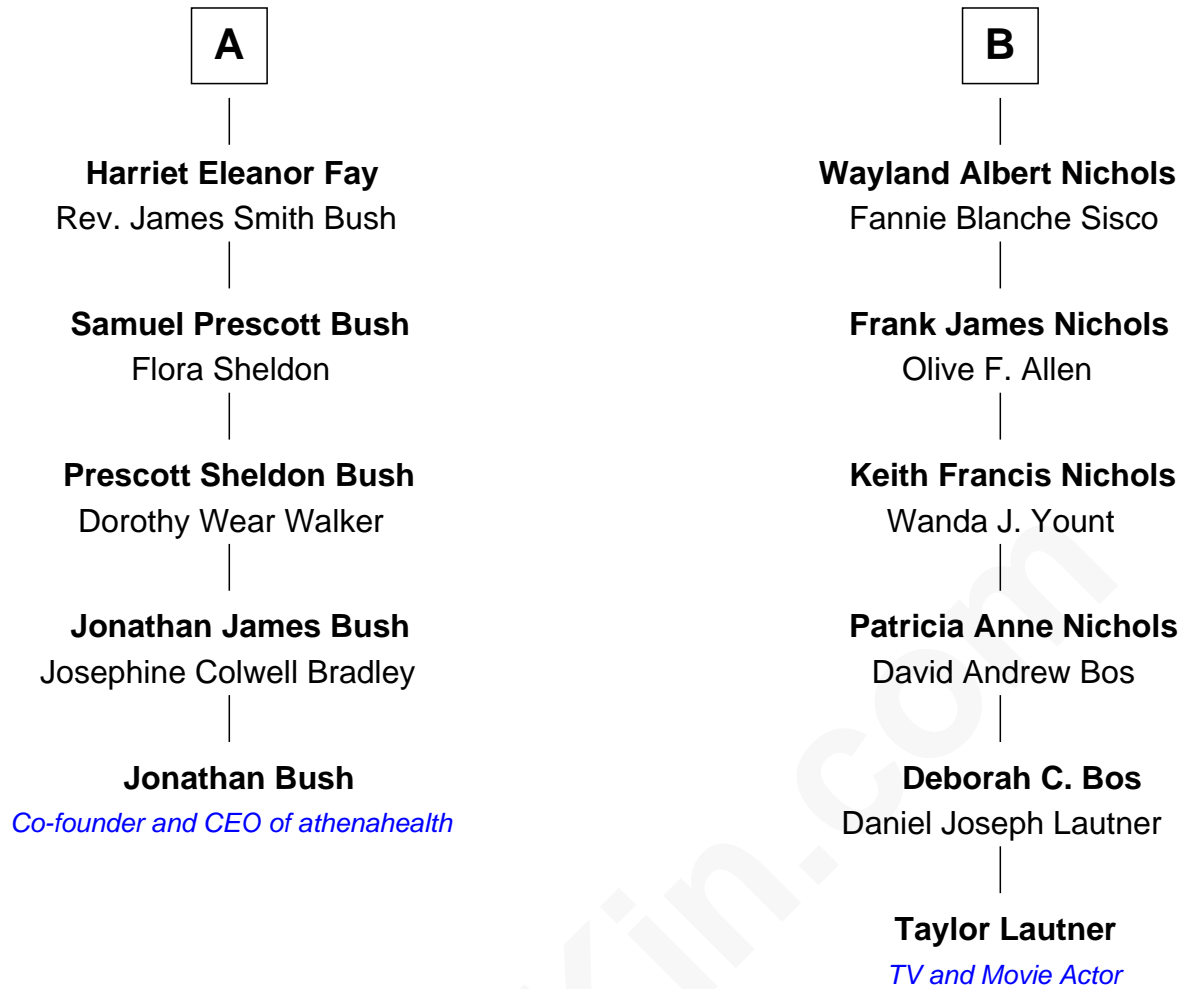 A
Harriet Eleanor Fay
Rev. James Smith Bush
Samuel Prescott Bush
Flora Sheldon
Prescott Sheldon Bush
Dorothy Wear Walker
Jonathan James Bush
Josephine Colwell Bradley
Jonathan Bush
Co-founder and CEO of athenahealth
B
Wayland Albert Nichols
Fannie Blanche Sisco
Frank James Nichols
Olive F. Allen
Keith Francis Nichols
Wanda J. Yount
Patricia Anne Nichols
David Andrew Bos
Deborah C. Bos
Daniel Joseph Lautner
Taylor Lautner
TV and Movie Actor
Kin.com